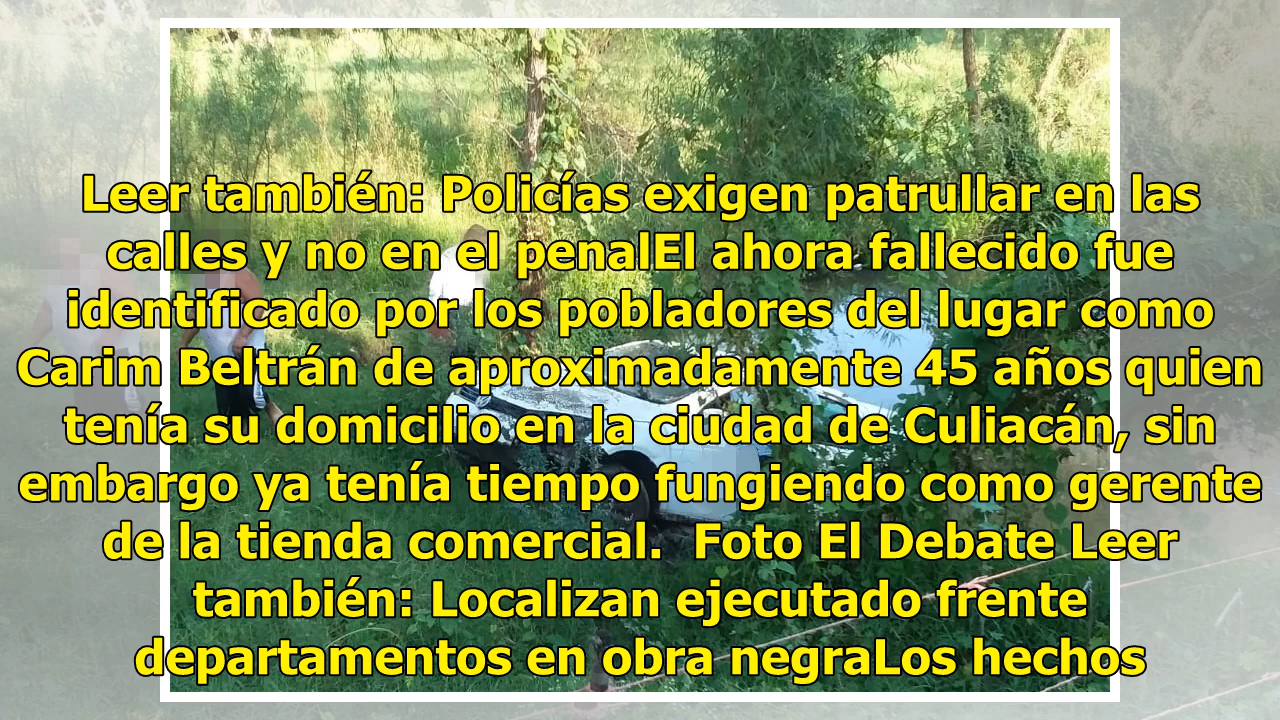 Leer también: Policías exigen patrullar en las
calles y no en el penalEl ahora fallecido fue
identificado por los pobladores del lugar como
Carim Beltrán de aproximadamente 45 años quien
tenía su domicilio en la ciudad de Culiacán, sin
embargo ya tenía tiempo fungiendo como gerente
de la tienda comercial.  Foto El Debate Leer
también: Localizan ejecutado frente
departamentos en obra negraLos hechos